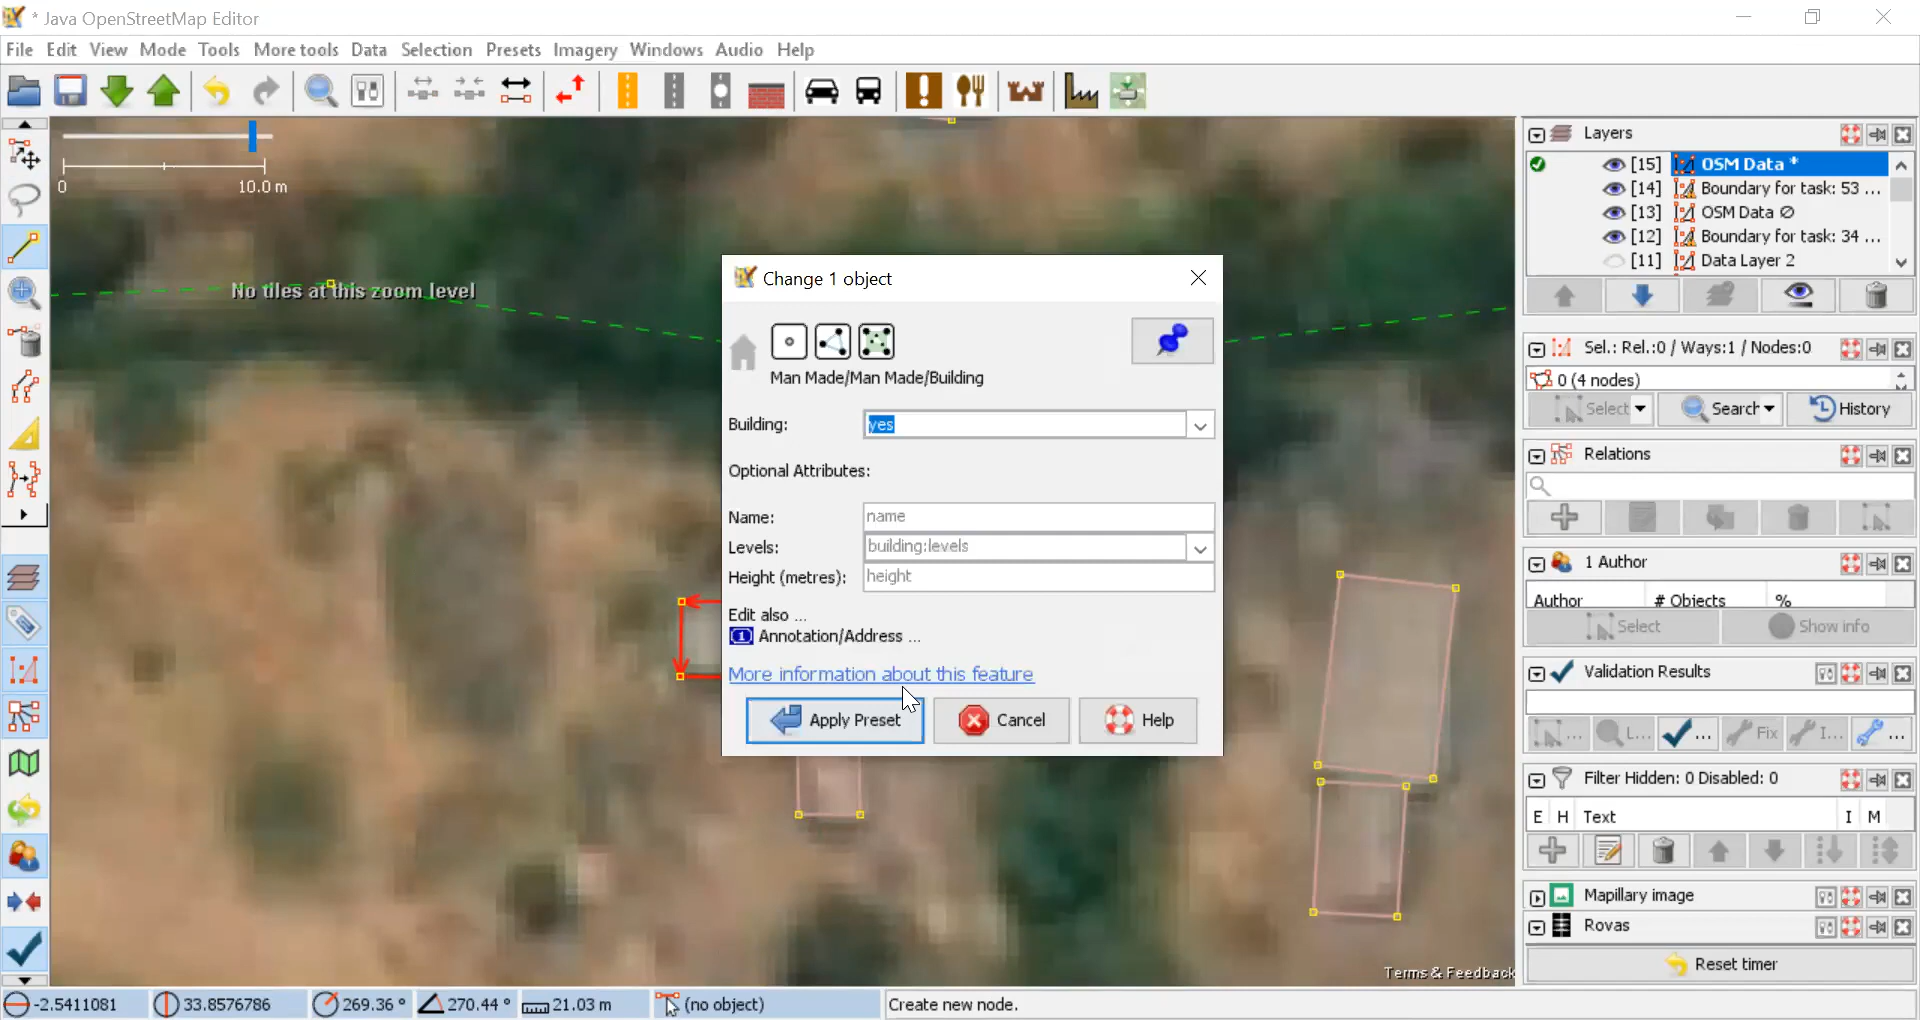 * Java OpenStreetMap Editor
File Edit View Mode Tools More tools Data Selection Presets Imagery Windows Audio Help
0 10.0 m
No tiles at this zoom level
Change 1 object
Man Made/Man Made/Building
Building: yes
Optional Attributes:
Name: name
Levels: building:levels
Height (metres): height
Edit also ...
1 Annotation/Address ...
More information about this feature
Apply Preset Cancel Help
Terms & Feedback
Layers
[15] OSM Data *
[14] Boundary for task: 53 ...
[13] OSM Data
[12] Boundary for task: 34 ...
[11] Data Layer 2
Sel.: Rel.:0 / Ways:1 / Nodes:0
0 (4 nodes)
Select Search History
Relations
1 Author
Author # Objects %
Select Show info
Validation Results
... L... ... Fix I... ...
Filter Hidden: 0 Disabled: 0
E H Text I M
Mapillary image
Rovas
Reset timer
-2.5411081 33.8576786 269.36 ° 270.44 ° 21.03 m (no object) Create new node.